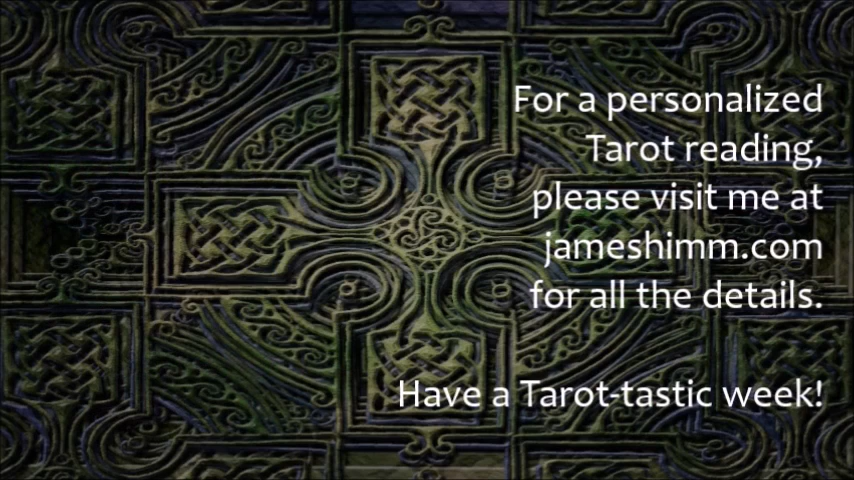 For a personalized
Tarot reading,
please visit me at
jameshimm.com
for all the details.
Have a Tarot-tastic week!